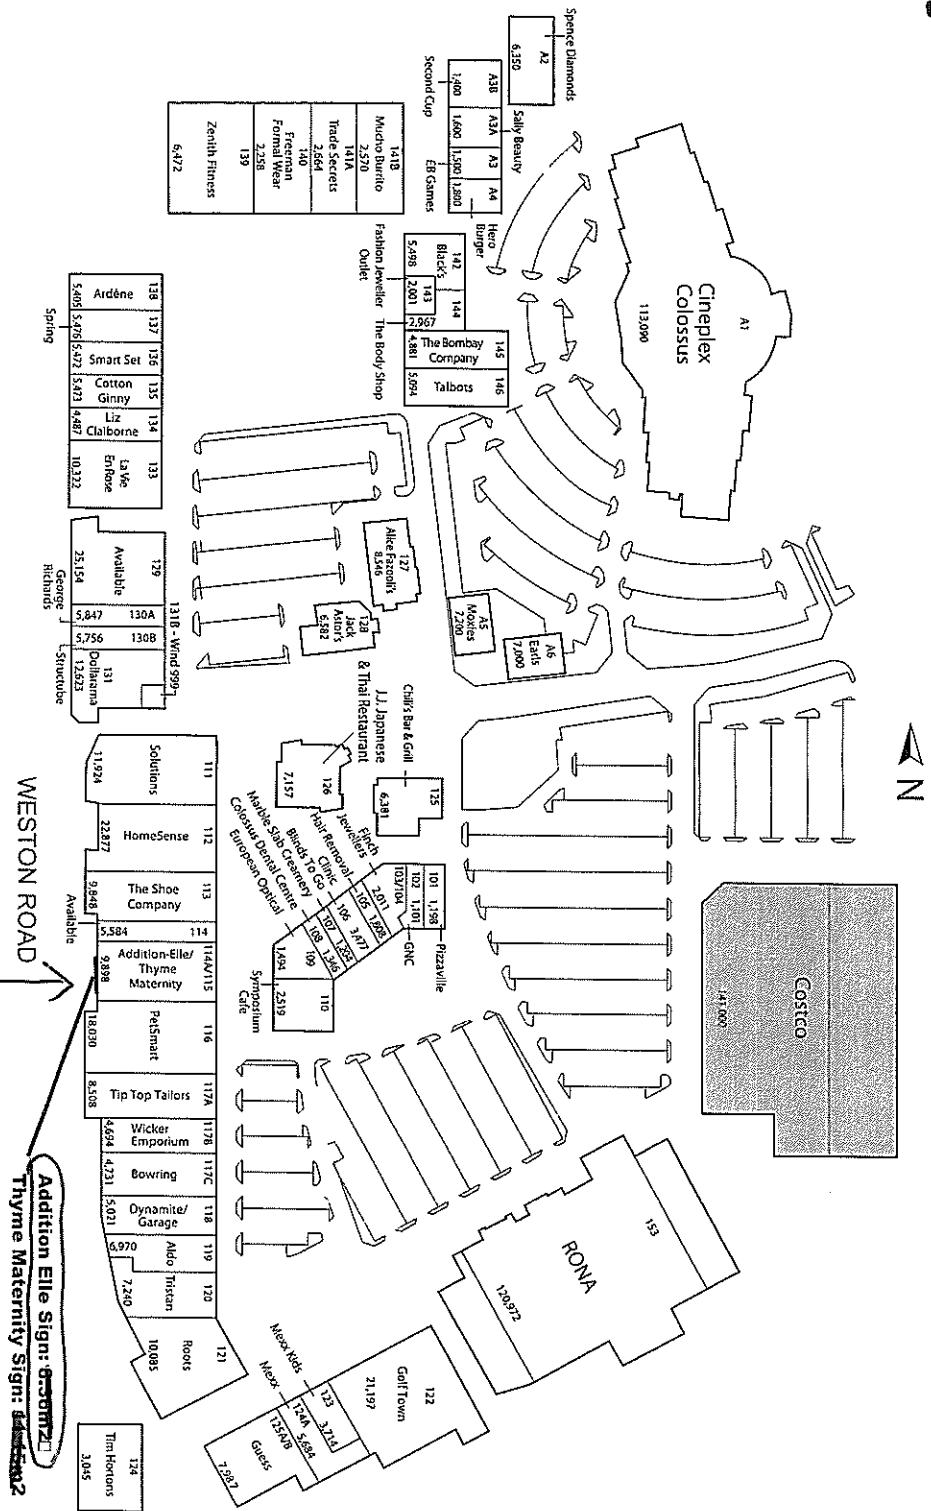 Spence Diamonds
A2
6,350
A3B
1,400
A3A
1,600
A3
1,500
A4
1,800
Second Cup
Sally Beauty
EB Games
Hero
Burger
A1
Cineplex
Colossus
113,090
141B
Mucho Burrito
2,570
141A
Trade Secrets
2,664
140
Freeman
Formal Wear
2,258
139
Zenith Fitness
6,472
142
Black's
5,498
143
2,001
144
2,967
145
The Bombay
Company
4,881
146
Talbots
5,094
Fashion Jeweller
Outlet
The Body Shop
138
Ardène
5,405
137
5,476
136
Smart Set
5,472
135
Cotton
Ginny
5,473
134
Liz
Claiborne
4,487
133
La Vie
En Rose
10,322
Spring
129
Available
25,154
130A
5,847
130B
5,756
131
Dollarama
12,623
131B - Wind 999
George
Richards
Structube
127
Alice Fazooli's
8,546
128
Jack
Astor's
6,582
A5
Moxies
7,200
A6
Earls
7,000
N
J.J. Japanese
& Thai Restaurant
126
7,157
Chili's Bar & Grill
125
6,381
Costco
141,000
111
Solutions
11,924
112
HomeSense
22,877
113
The Shoe
Company
9,848
114
5,584
Available
114A/115
Addition-Elle/
Thyme
Maternity
9,898
116
PetSmart
18,030
117A
Tip Top Tailors
8,508
117B
Wicker
Emporium
4,694
117C
Bowring
4,731
118
Dynamite/
Garage
5,021
119
Aldo
6,970
120
Tristan
7,240
121
Roots
10,085
Finch
Jewellers
Hair Removal
Clinic
Blinds To Go
Marble Slab Creamery
Colossus Dental Centre
European Optical
101
1,198
102
1,101
103/104
2,011
105
1,808
106
3,477
107
1,204
108
1,346
109
1,494
110
2,519
Pizzaville
GNC
Symposium
Cafe
153
RONA
120,972
122
Golf Town
21,197
123
3,714
124A
5,684
125A/B
Guess
7,987
Mexx Kids
Mexx
124
Tim Hortons
3,045
WESTON ROAD
Addition Elle Sign:
Thyme Maternity Sign: